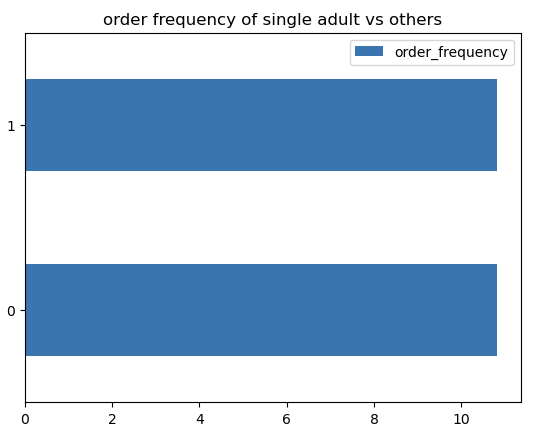 order frequency of single adult vs others
order_frequency
1
0
0 2 4 6 8 10